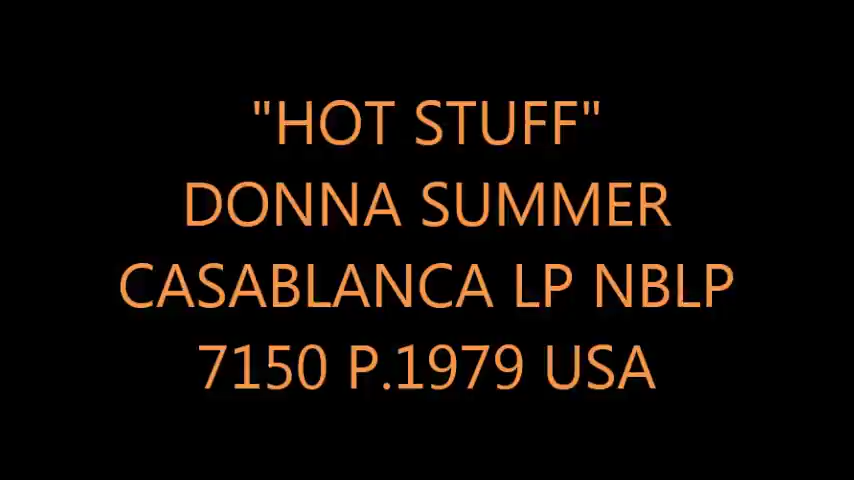 "HOT STUFF"
DONNA SUMMER
CASABLANCA LP NBLP
7150 P.1979 USA